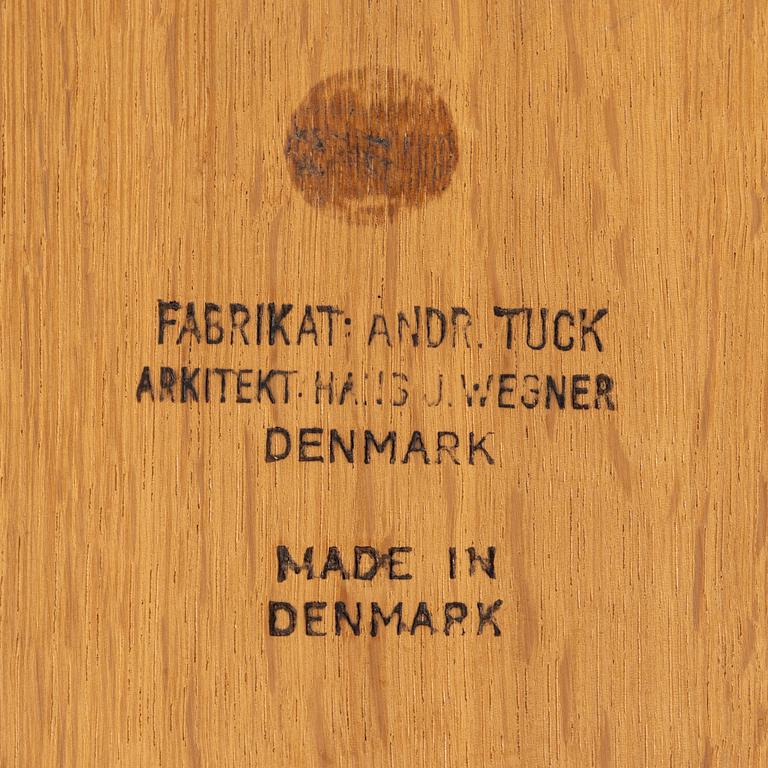 FABRIKAT: ANDR. TUCK
ARKITEKT: HANS J. WEGNER
DENMARK
MADE IN
DENMARK